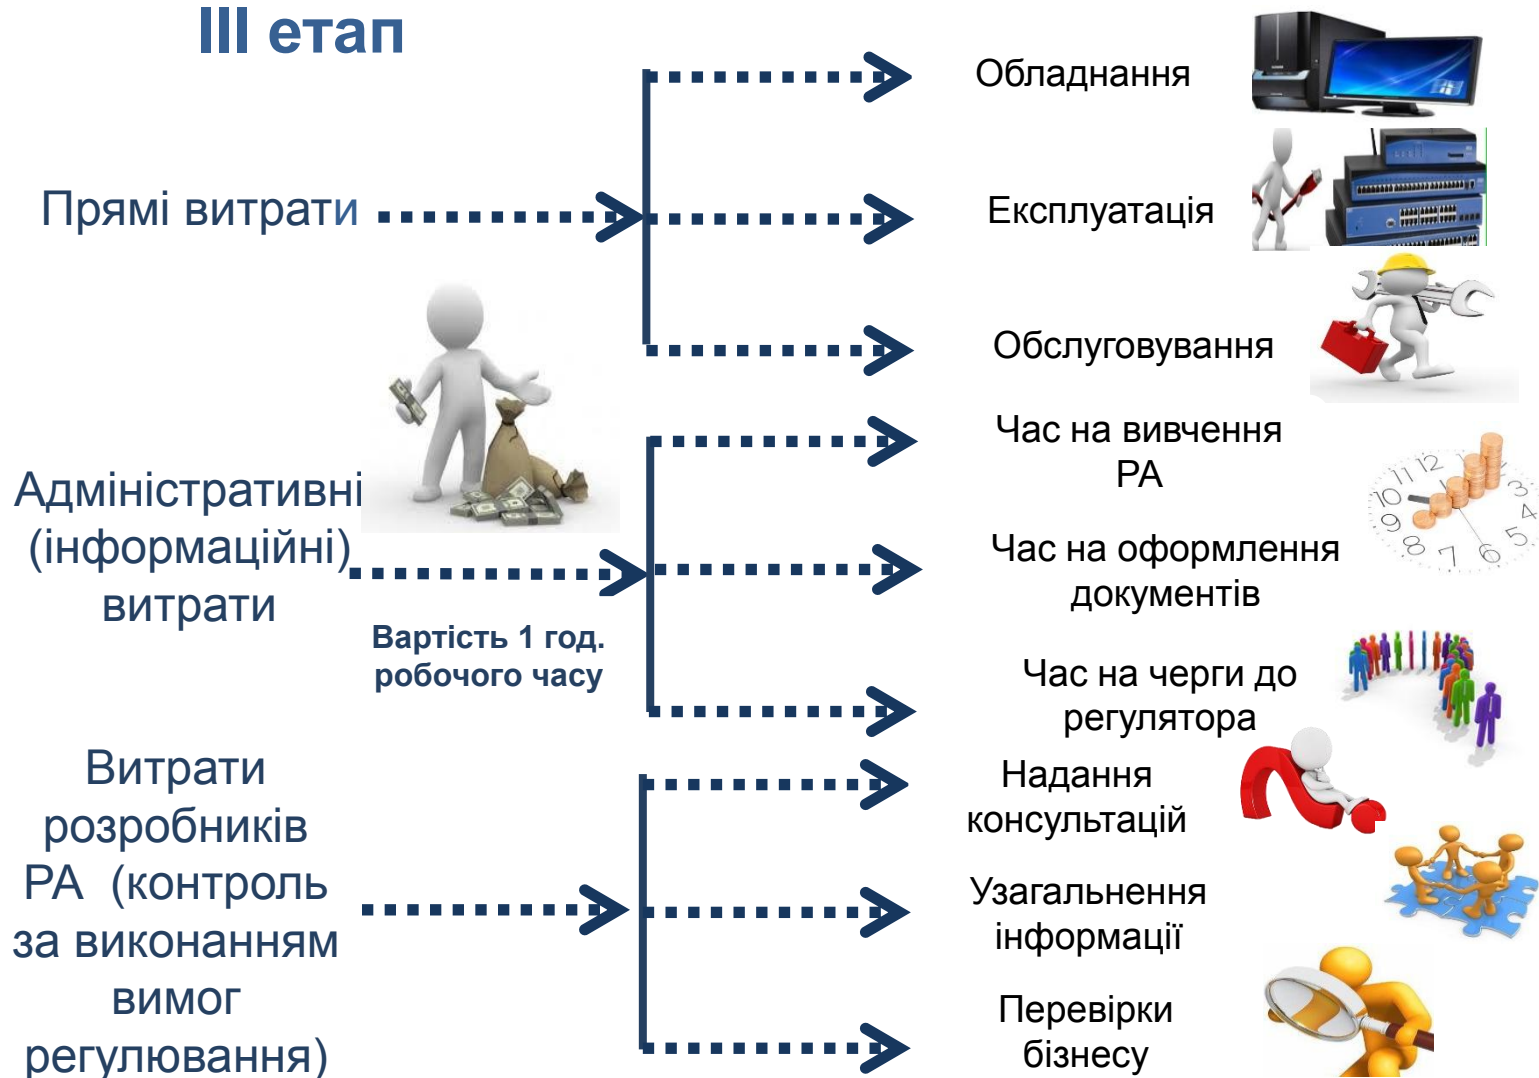 III етап
Прямі витрати
Обладнання
Експлуатація
Обслуговування
Адміністративні
(інформаційні)
витрати
Вартість 1 год.
робочого часу
Час на вивчення
РА
Час на оформлення
документів
Час на черги до
регулятора
Витрати
розробників
РА (контроль
за виконанням
вимог
регулювання)
Надання
консультацій
Узагальнення
інформації
Перевірки
бізнесу